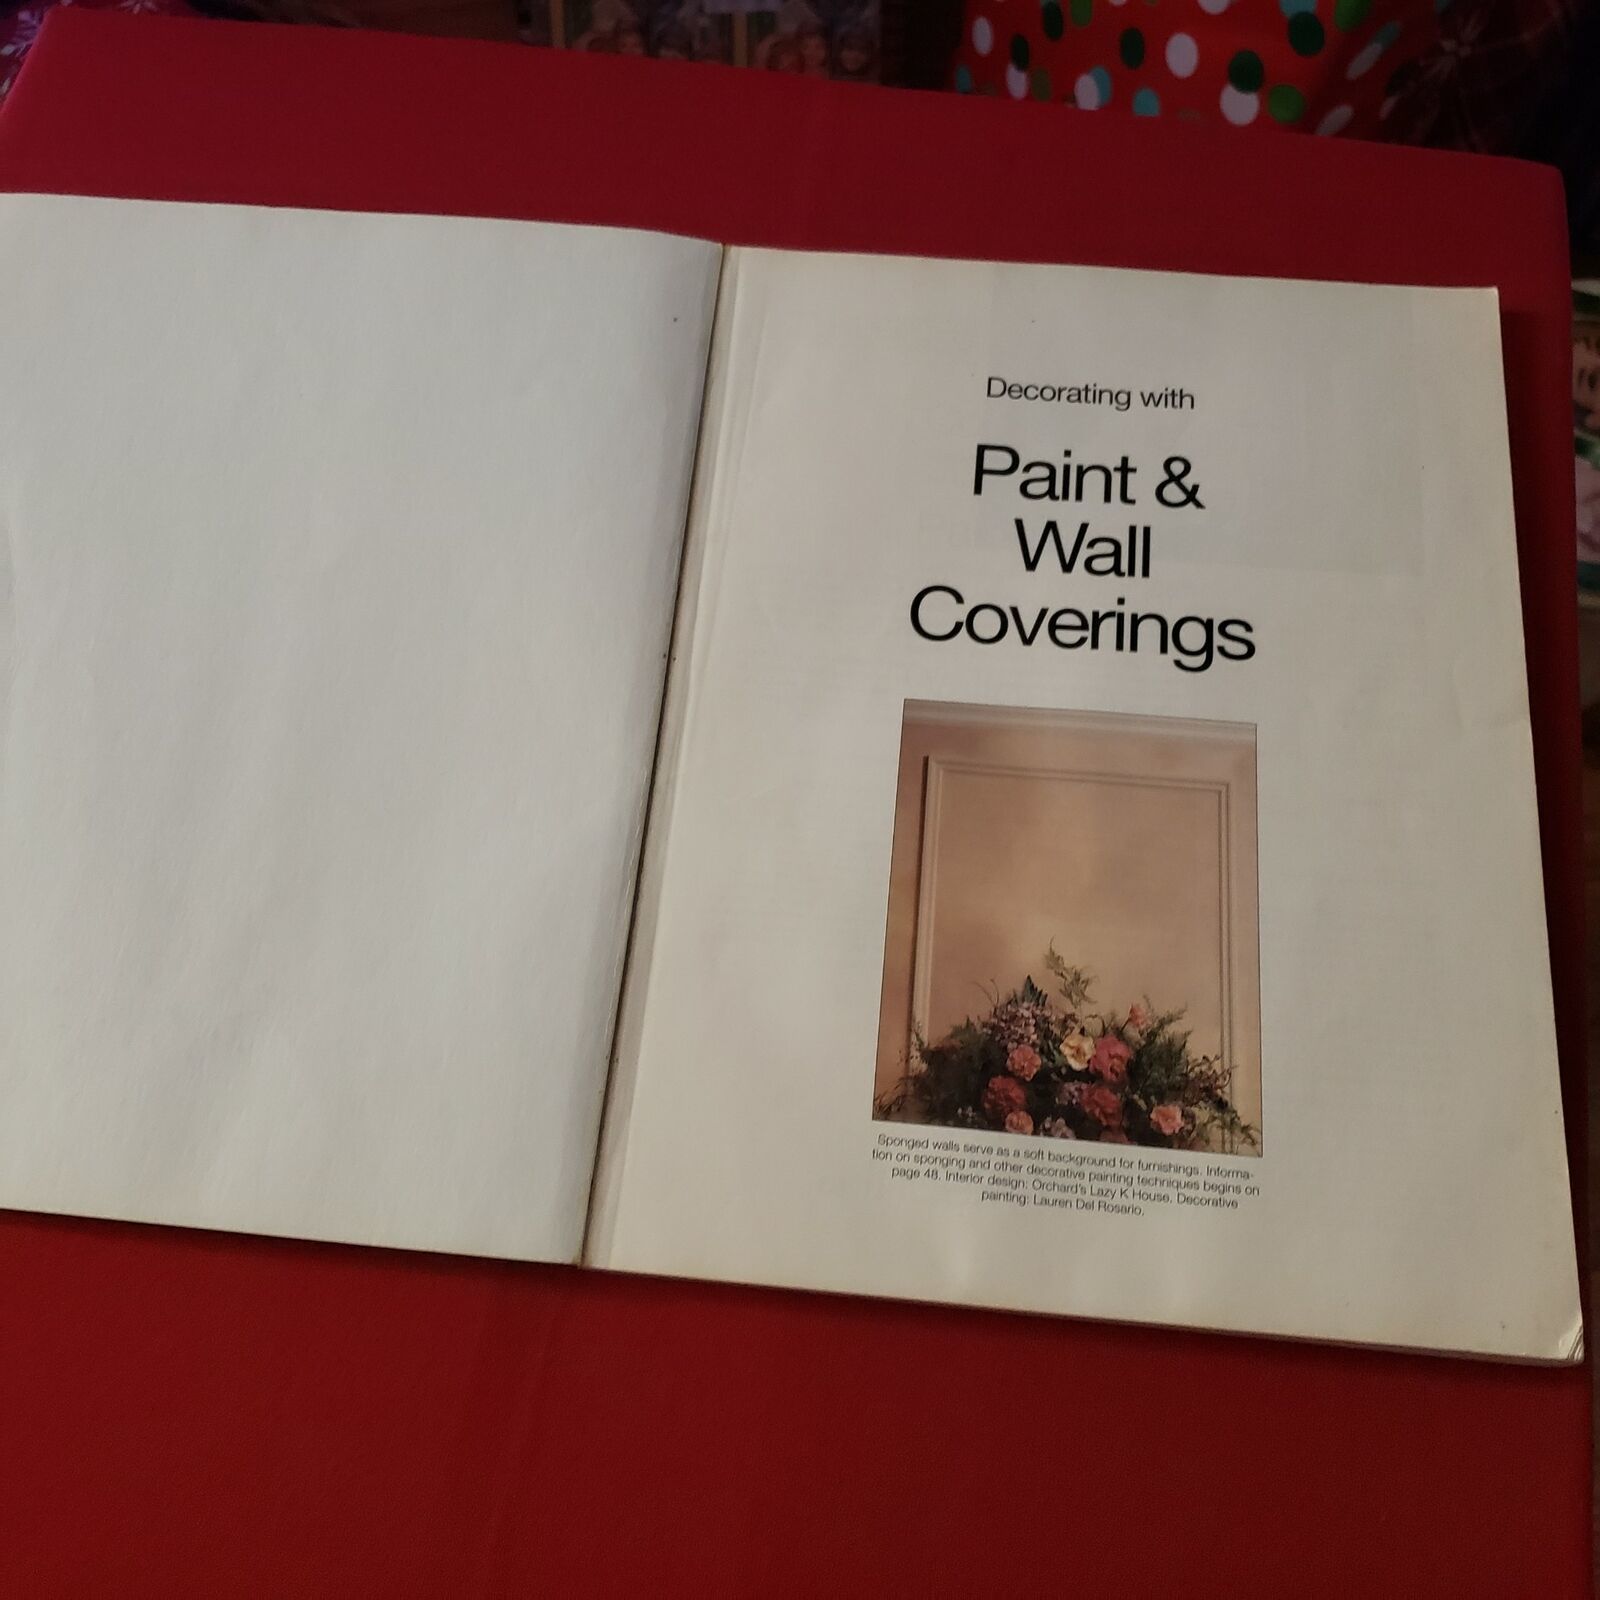 Decorating with
Paint &
Wall
Coverings
Sponged walls serve as a soft background for furnishings. Informa-
tion on sponging and other decorative painting techniques begins on
page 48. Interior design: Orchard's Lazy K House. Decorative
painting: Lauren Del Rosario.